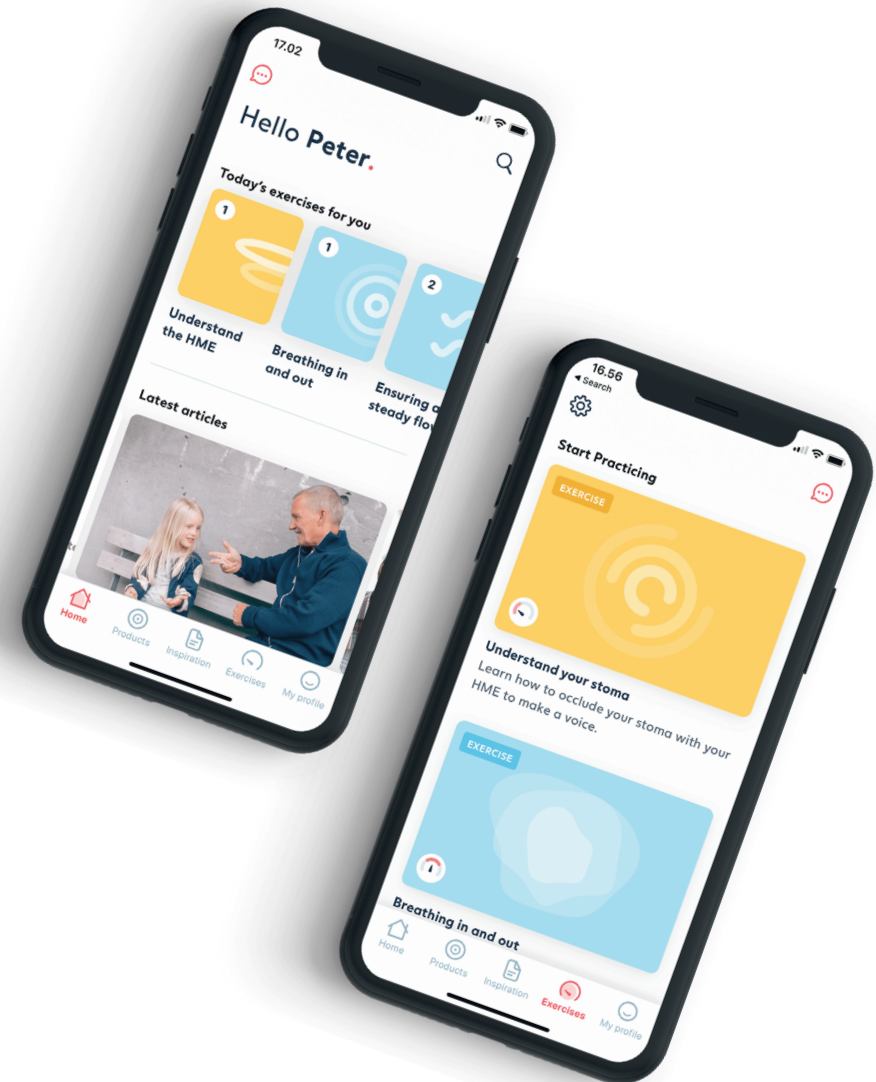 17.02
Hello Peter.
Today's exercises for you
1
1
2
Understand
the HME
Breathing in
and out
Ensuring a
steady flo
Latest articles
Home
Products
Inspiration
Exercises
My profile
16.56
Search
Start Practicing
EXERCISE
Understand your stoma
Learn how to occlude your stoma with your
HME to make a voice.
EXERCISE
Breathing in and out
Home
Products
Inspiration
Exercises
My profile